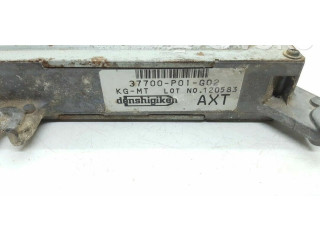 37700-P01-G02
KG-MT LOT NO.120583
denshigiken AXT